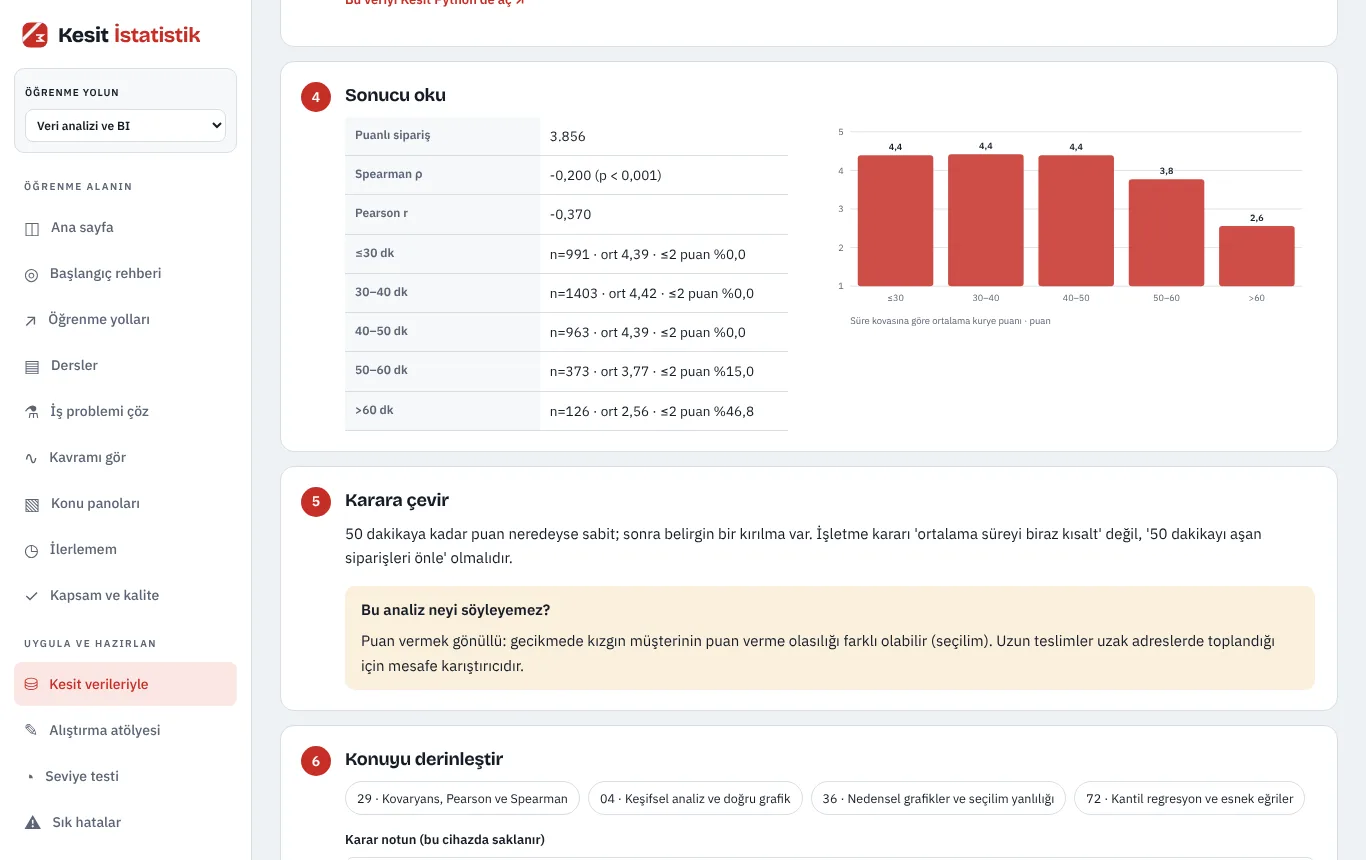 Kesit İstatistik
ÖĞRENME YOLUN
Veri analizi ve BI
ÖĞRENME ALANIN
Ana sayfa
Başlangıç rehberi
Öğrenme yolları
Dersler
İş problemi çöz
Kavramı gör
Konu panoları
İlerlemem
Kapsam ve kalite
UYGULA VE HAZIRLAN
Kesit verileriyle
Alıştırma atölyesi
Seviye testi
Sık hatalar
Bu veriyi Kesit Python'de aç ↗
4
Sonucu oku
Puanlı sipariş 3.856
Spearman ρ -0,200 (p < 0,001)
Pearson r -0,370
≤30 dk n=991 · ort 4,39 · ≤2 puan %0,0
30–40 dk n=1403 · ort 4,42 · ≤2 puan %0,0
40–50 dk n=963 · ort 4,39 · ≤2 puan %0,0
50–60 dk n=373 · ort 3,77 · ≤2 puan %15,0
>60 dk n=126 · ort 2,56 · ≤2 puan %46,8
5
4
3
2
1
4,4 4,4 4,4 3,8 2,6
≤30 30–40 40–50 50–60 >60
Süre kovasına göre ortalama kurye puanı · puan
5
Karara çevir
50 dakikaya kadar puan neredeyse sabit; sonra belirgin bir kırılma var. İşletme kararı 'ortalama süreyi biraz kısalt' değil, '50 dakikayı aşan
siparişleri önle' olmalıdır.
Bu analiz neyi söyleyemez?
Puan vermek gönüllü: gecikmede kızgın müşterinin puan verme olasılığı farklı olabilir (seçilim). Uzun teslimler uzak adreslerde toplandığı
için mesafe karıştırıcıdır.
6
Konuyu derinleştir
29 · Kovaryans, Pearson ve Spearman
04 · Keşifsel analiz ve doğru grafik
36 · Nedensel grafikler ve seçilim yanlılığı
72 · Kantil regresyon ve esnek eğriler
Karar notun (bu cihazda saklanır)